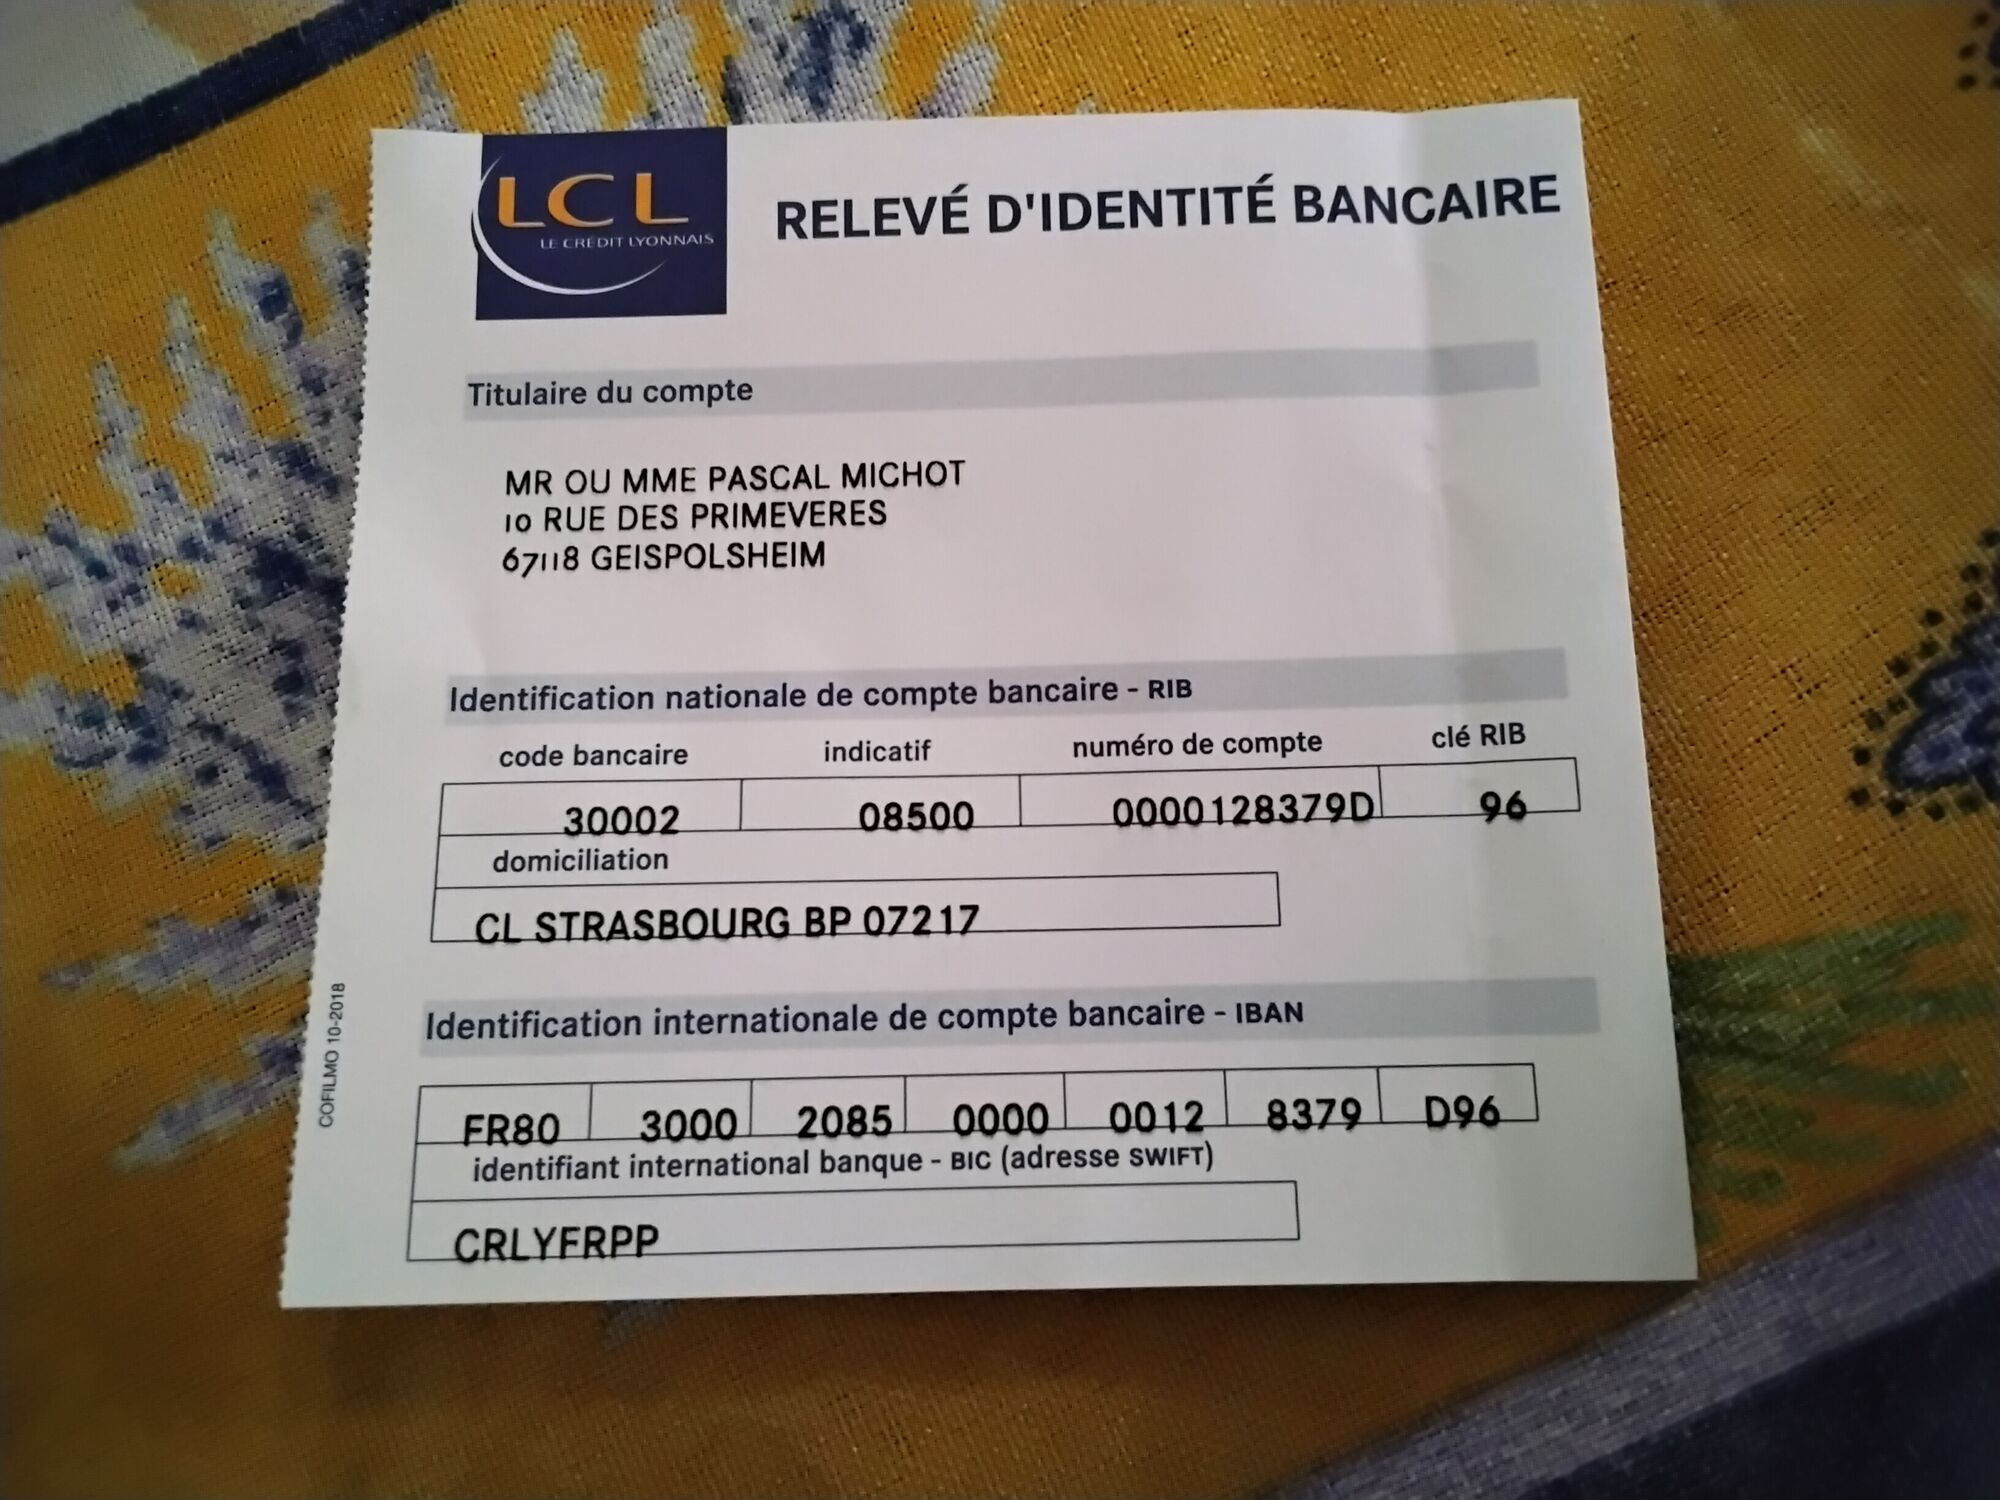 LCL
LE CREDIT LYONNAIS
RELEVÉ D'IDENTITÉ BANCAIRE
Titulaire du compte
MR OU MME PASCAL MICHOT
10 RUE DES PRIMEVERES
67118 GEISPOLSHEIM
Identification nationale de compte bancaire - RIB
code bancaire indicatif numéro de compte clé RIB
30002 08500 0000128379D 96
domiciliation
CL STRASBOURG BP 07217
Identification internationale de compte bancaire - IBAN
FR80 3000 2085 0000 0012 8379 D96
identifiant international banque - BIC (adresse SWIFT)
CRLYFRPP
COFILMO 10-2018